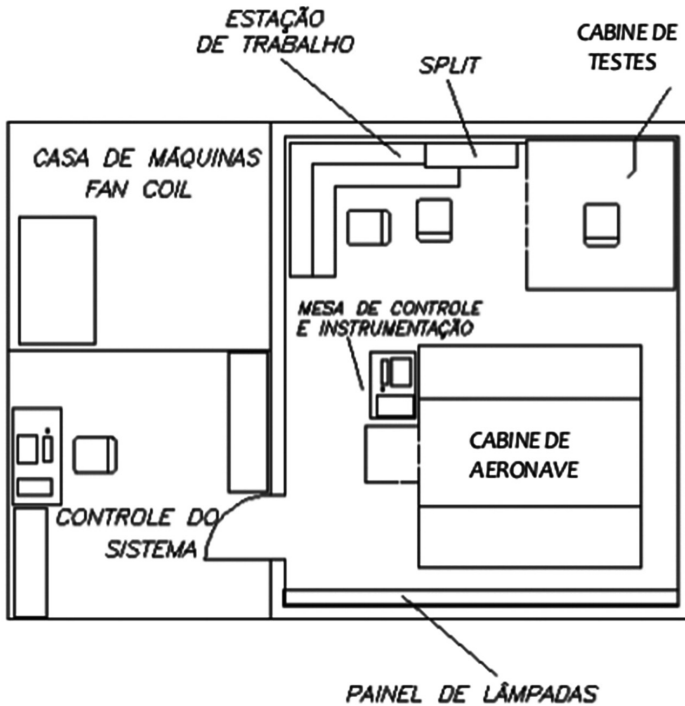 ESTAÇÃO
DE TRABALHO
SPLIT
CABINE DE
TESTES
CASA DE MÁQUINAS
FAN COIL
MESA DE CONTROLE
E INSTRUMENTAÇÃO
CABINE DE
AERONAVE
CONTROLE DO
SISTEMA
PAINEL DE LÂMPADAS